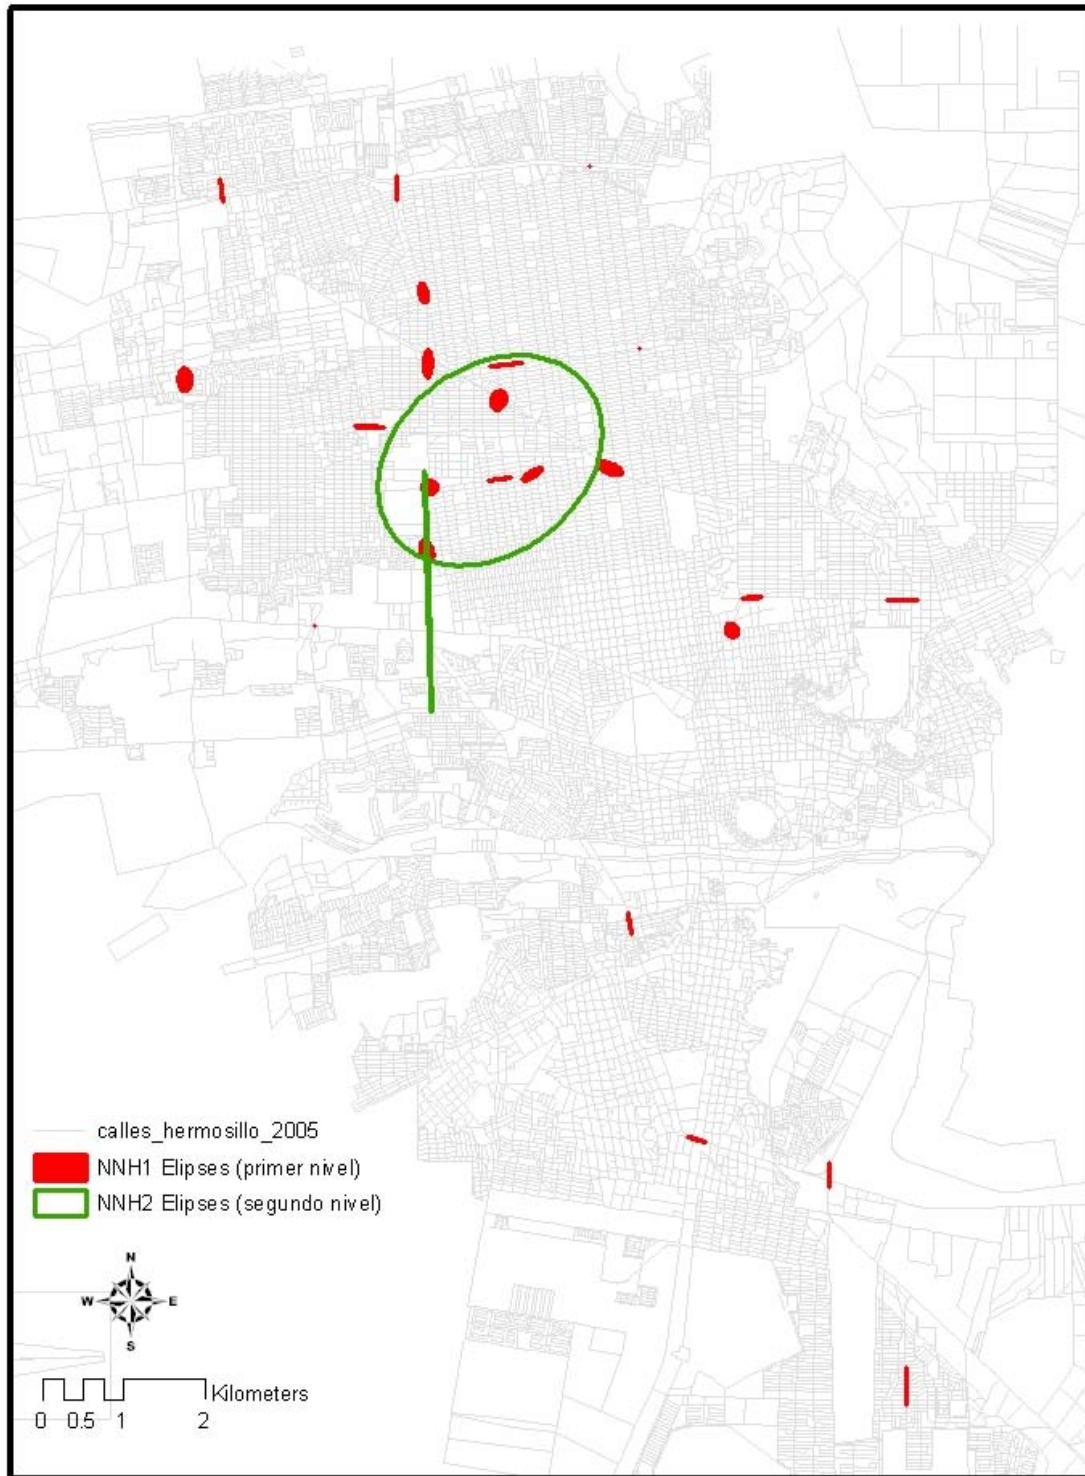 calles_hermosillo_2005
NNH1 Elipses (primer nivel)
NNH2 Elipses (segundo nivel)
N
W E
S
Kilometers
0 0.5 1 2